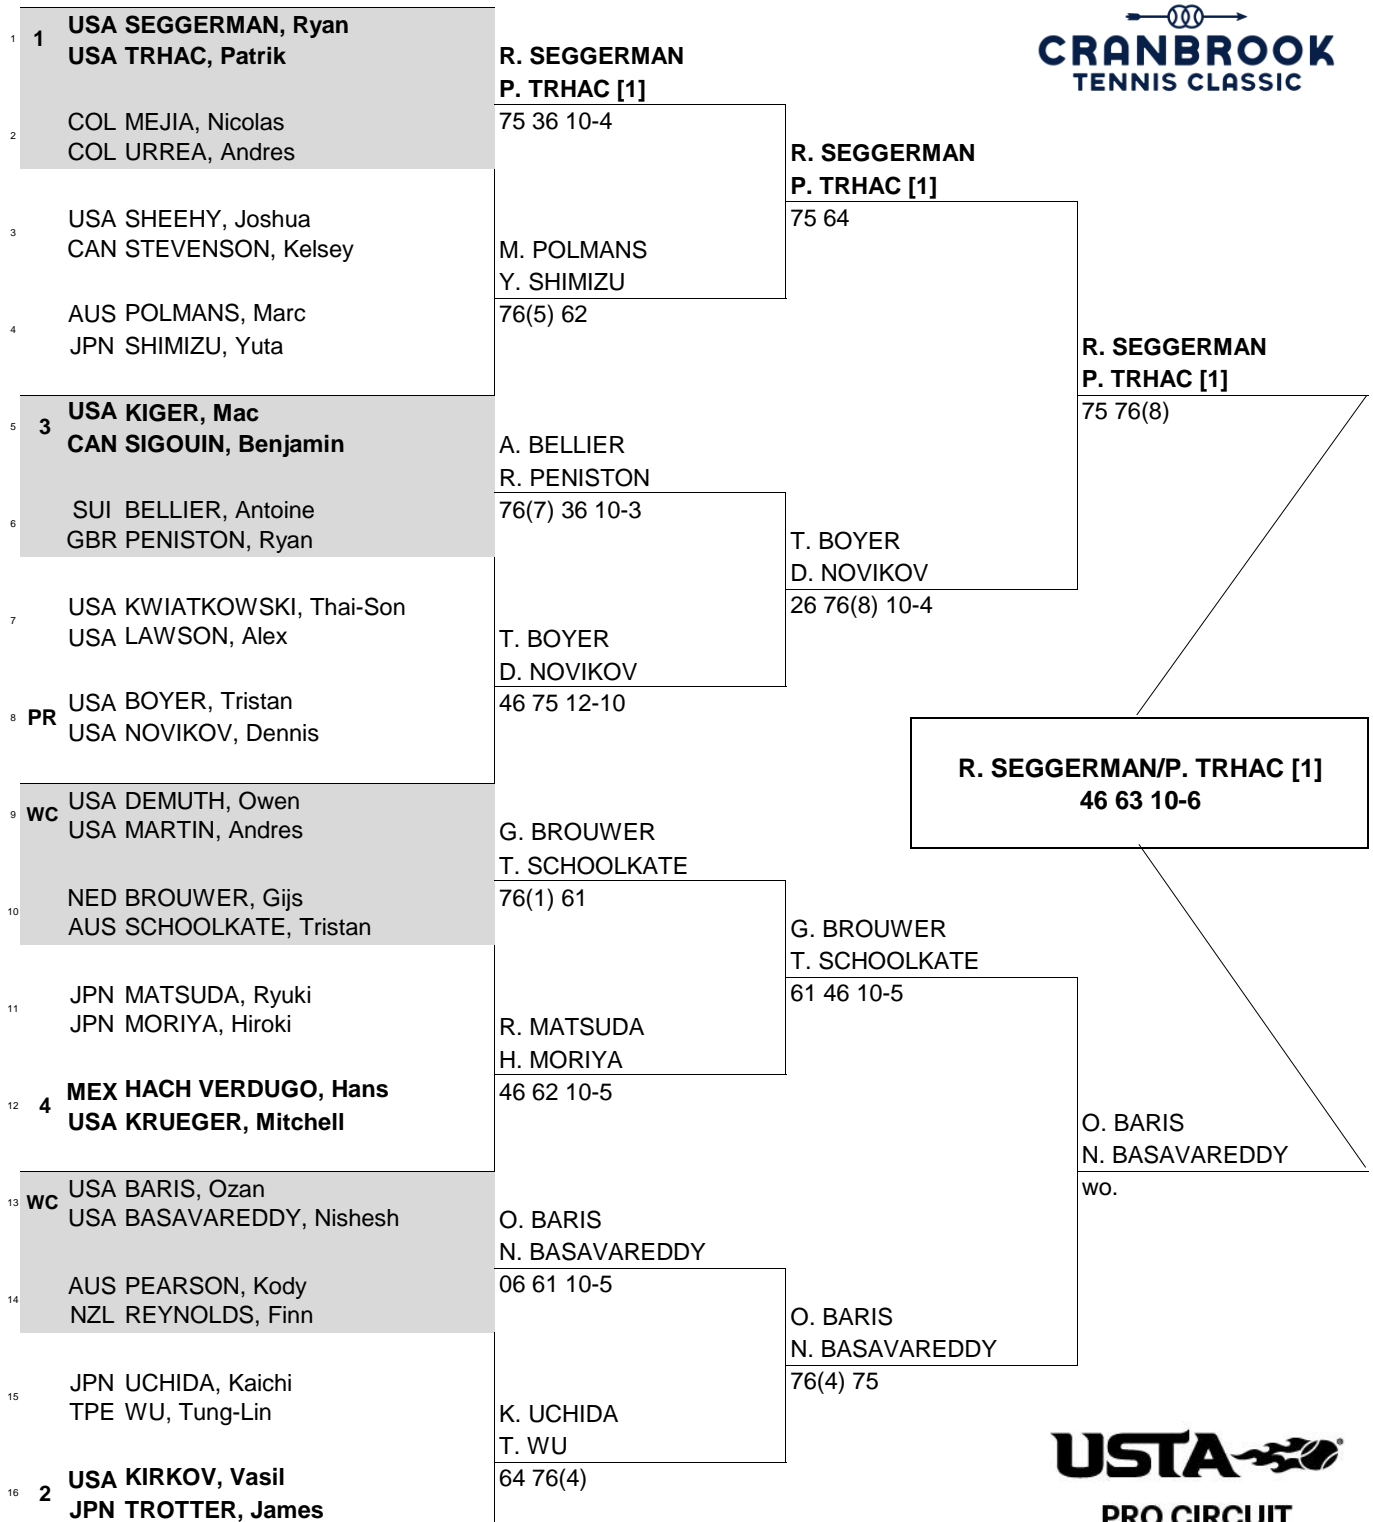 CRANBROOK
TENNIS CLASSIC
1 1 USA SEGGERMAN, Ryan
USA TRHAC, Patrik
2 COL MEJIA, Nicolas
COL URREA, Andres
3 USA SHEEHY, Joshua
CAN STEVENSON, Kelsey
4 AUS POLMANS, Marc
JPN SHIMIZU, Yuta
5 3 USA KIGER, Mac
CAN SIGOUIN, Benjamin
6 SUI BELLIER, Antoine
GBR PENISTON, Ryan
7 USA KWIATKOWSKI, Thai-Son
USA LAWSON, Alex
8 PR USA BOYER, Tristan
USA NOVIKOV, Dennis
9 WC USA DEMUTH, Owen
USA MARTIN, Andres
10 NED BROUWER, Gijs
AUS SCHOOLKATE, Tristan
11 JPN MATSUDA, Ryuki
JPN MORIYA, Hiroki
12 4 MEX HACH VERDUGO, Hans
USA KRUEGER, Mitchell
13 WC USA BARIS, Ozan
USA BASAVAREDDY, Nishesh
14 AUS PEARSON, Kody
NZL REYNOLDS, Finn
15 JPN UCHIDA, Kaichi
TPE WU, Tung-Lin
16 2 USA KIRKOV, Vasil
JPN TROTTER, James
R. SEGGERMAN
P. TRHAC [1]
75 36 10-4
M. POLMANS
Y. SHIMIZU
76(5) 62
A. BELLIER
R. PENISTON
76(7) 36 10-3
T. BOYER
D. NOVIKOV
46 75 12-10
G. BROUWER
T. SCHOOLKATE
76(1) 61
R. MATSUDA
H. MORIYA
46 62 10-5
O. BARIS
N. BASAVAREDDY
06 61 10-5
K. UCHIDA
T. WU
64 76(4)
R. SEGGERMAN
P. TRHAC [1]
75 64
T. BOYER
D. NOVIKOV
26 76(8) 10-4
G. BROUWER
T. SCHOOLKATE
61 46 10-5
O. BARIS
N. BASAVAREDDY
76(4) 75
R. SEGGERMAN
P. TRHAC [1]
75 76(8)
O. BARIS
N. BASAVAREDDY
wo.
R. SEGGERMAN/P. TRHAC [1]
46 63 10-6
USTA
PRO CIRCUIT